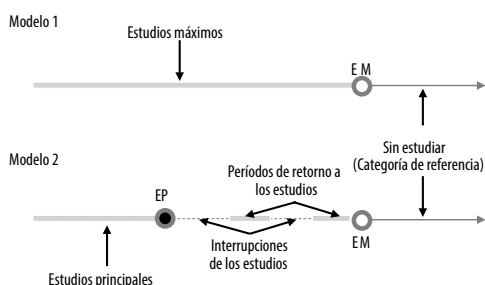 Modelo 1
Estudios máximos
E M
Sin estudiar
(Categoría de referencia)
Modelo 2
Períodos de retorno a
los estudios
EP
EM
Interrupciones
de los estudios
Estudios principales